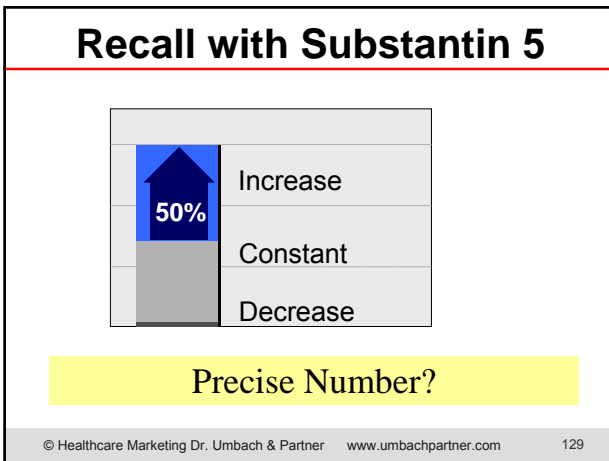 Recall with Substantin 5
Increase
50%
Constant
Decrease
Precise Number?
© Healthcare Marketing Dr. Umbach & Partner www.umbachpartner.com 129